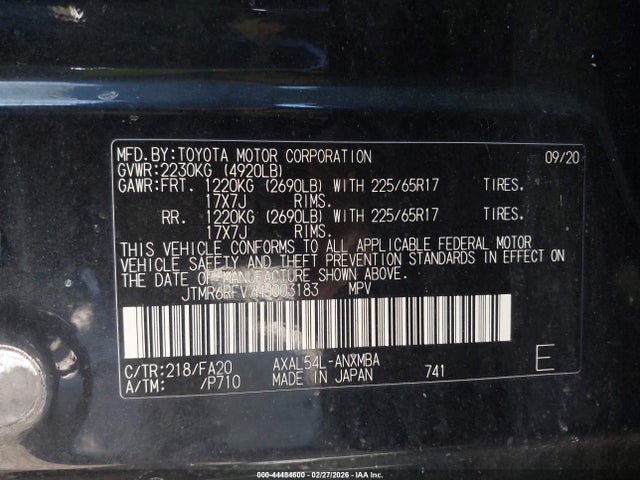 MFD.BY:TOYOTA MOTOR CORPORATION 09/20
GVWR:2230KG (4920LB)
GAWR:FRT. 1220KG (2690LB) WITH 225/65R17 TIRES.
17X7J RIMS.
RR. 1220KG (2690LB) WITH 225/65R17 TIRES.
17X7J RIMS.
THIS VEHICLE CONFORMS TO ALL APPLICABLE FEDERAL MOTOR
VEHICLE SAFETY AND THEFT PREVENTION STANDARDS IN EFFECT ON
THE DATE OF MANUFACTURE SHOWN ABOVE.
MPV
C/TR:218/FA20 AXAL54L-ANXMBA 741 E
A/TM: /P710 MADE IN JAPAN
000-44484600 - 02/27/2026 - IAA Inc.